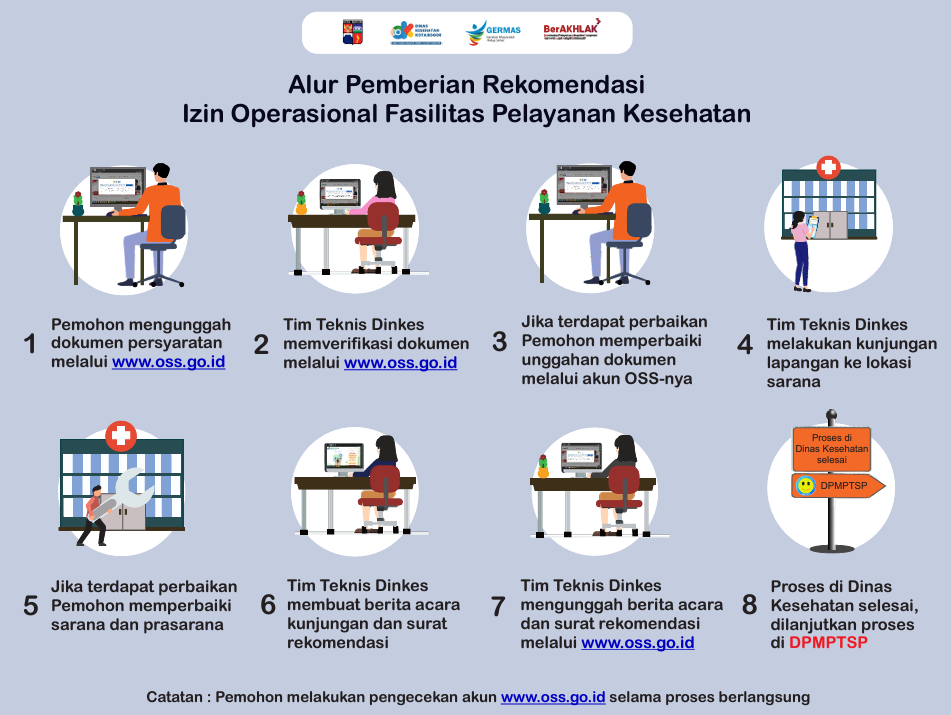 DINAS
KESEHATAN
KOTABOGOR
GERMAS
BerAKHLAK
Alur Pemberian Rekomendasi
Izin Operasional Fasilitas Pelayanan Kesehatan
1
Pemohon mengunggah
dokumen persyaratan
melalui www.oss.go.id
2
Tim Teknis Dinkes
memverifikasi dokumen
melalui www.oss.go.id
3
Jika terdapat perbaikan
Pemohon memperbaiki
unggahan dokumen
melalui akun OSS-nya
4
Tim Teknis Dinkes
melakukan kunjungan
lapangan ke lokasi
sarana
Proses di
Dinas Kesehatan
selesai
DPMPTSP
5
Jika terdapat perbaikan
Pemohon memperbaiki
sarana dan prasarana
6
Tim Teknis Dinkes
membuat berita acara
kunjungan dan surat
rekomendasi
7
Tim Teknis Dinkes
mengunggah berita acara
dan surat rekomendasi
melalui www.oss.go.id
8
Proses di Dinas
Kesehatan selesai,
dilanjutkan proses
di DPMPTSP
Catatan : Pemohon melakukan pengecekan akun www.oss.go.id selama proses berlangsung